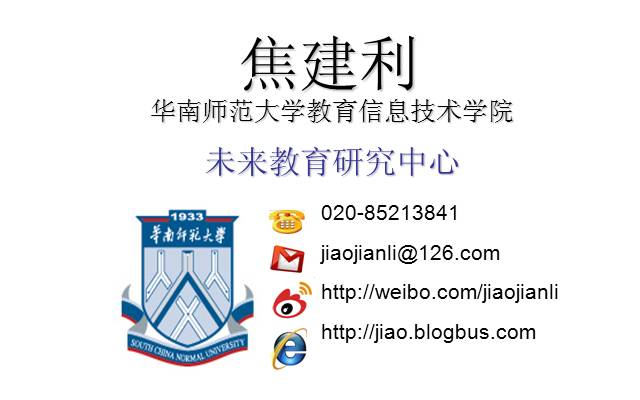 焦建利
华南师范大学教育信息技术学院
未来教育研究中心
1933
華南师范大学
SOUTH CHINA NORMAL UNIVERSITY
020-85213841
jiaojianli@126.com
http://weibo.com/jiaojianli
http://jiao.blogbus.com